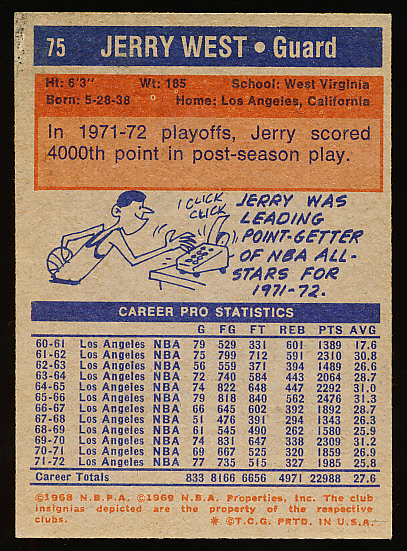 75 JERRY WEST • Guard
Ht: 6'3" Wt: 185 School: West Virginia
Born: 5-28-38 Home: Los Angeles, California
In 1971-72 playoffs, Jerry scored
4000th point in post-season play.
CLICK
CLICK
JERRY WAS
LEADING
POINT-GETTER
OF NBA ALL-
STARS FOR
1971-72.
CAREER PRO STATISTICS
G FG FT REB PTS AVG
60-61 Los Angeles NBA 79 529 331 601 1389 17.6
61-62 Los Angeles NBA 75 799 712 591 2310 30.8
62-63 Los Angeles NBA 56 559 371 394 1489 26.6
63-64 Los Angeles NBA 72 740 584 443 2064 28.7
64-65 Los Angeles NBA 74 822 648 447 2292 31.0
65-66 Los Angeles NBA 79 818 840 562 2476 31.3
66-67 Los Angeles NBA 66 645 602 392 1892 28.7
67-68 Los Angeles NBA 51 476 391 294 1343 26.3
68-69 Los Angeles NBA 61 545 490 262 1580 25.9
69-70 Los Angeles NBA 74 831 647 338 2309 31.2
70-71 Los Angeles NBA 69 667 525 320 1859 26.9
71-72 Los Angeles NBA 77 735 515 327 1985 25.8
Career Totals 833 8166 6656 4971 22988 27.6
©1968 N.B.P.A. ©1969 N.B.A. Properties, Inc. The club
insignias depicted are the property of the respective
clubs. * ©T.C.G. PRTD. IN U.S.A.